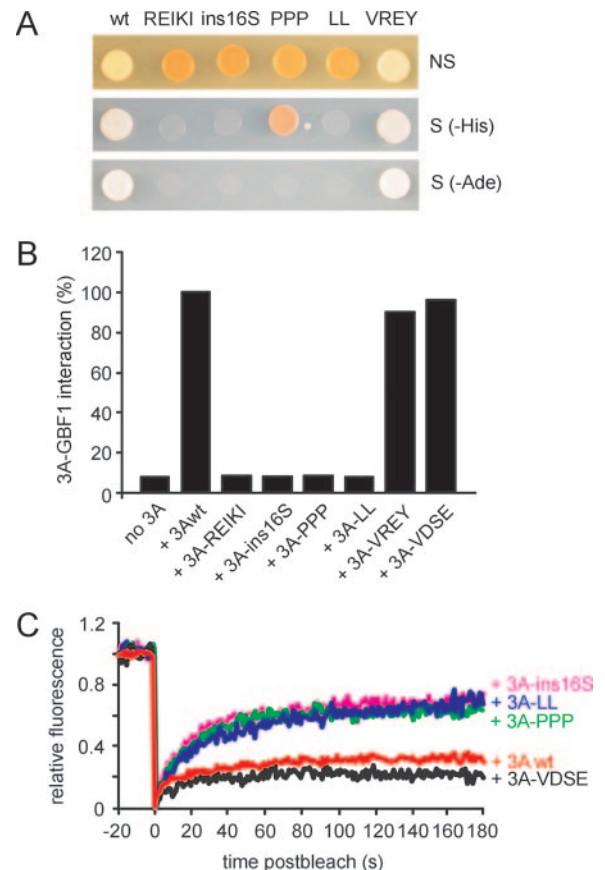 A
wt REIKI ins16S PPP LL VREY
NS
S (-His)
S (-Ade)
B
3A-GBF1 interaction (%)
120
100
80
60
40
20
0
no 3A
+ 3Awt
+ 3A-REIKI
+ 3A-ins16S
+ 3A-PPP
+ 3A-LL
+ 3A-VREY
+ 3A-VDSE
C
relative fluorescence
1.2
0.8
0.4
0
-20 0 20 40 60 80 100 120 140 160 180
time postbleach (s)
+ 3A-ins16S
+ 3A-LL
+ 3A-PPP
+ 3A wt
+ 3A-VDSE